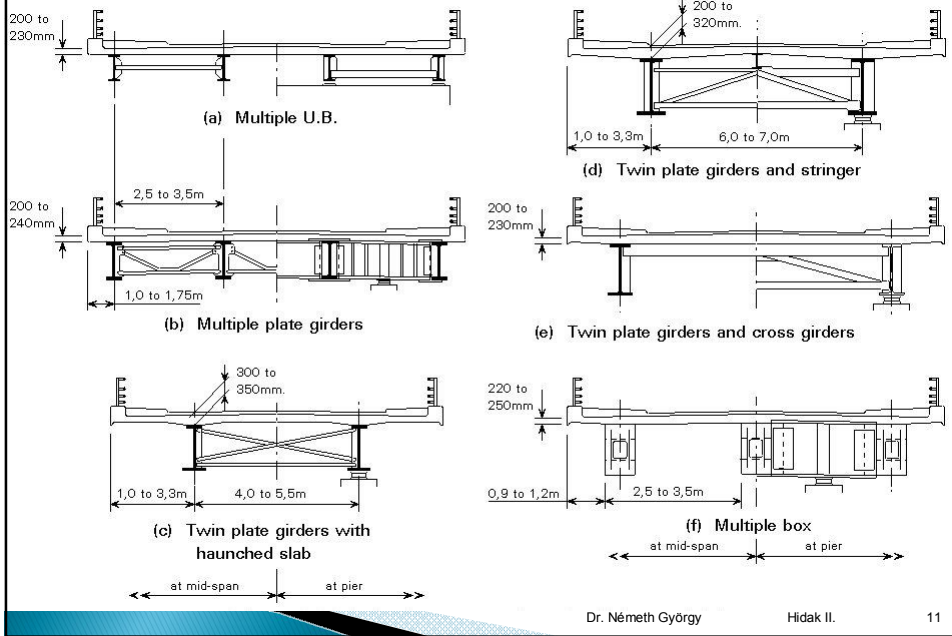 200 to
230mm
(a) Multiple U.B.
2,5 to 3,5m
200 to
240mm
1,0 to 1,75m
(b) Multiple plate girders
300 to
350mm.
1,0 to 3,3m
4,0 to 5,5m
(c) Twin plate girders with
haunched slab
at mid-span
at pier
200 to
320mm.
1,0 to 3,3m
6,0 to 7,0m
(d) Twin plate girders and stringer
200 to
230mm
(e) Twin plate girders and cross girders
220 to
250mm
0,9 to 1,2m
2,5 to 3,5m
(f) Multiple box
at mid-span
at pier
Dr. Németh György
Hidak II.
11